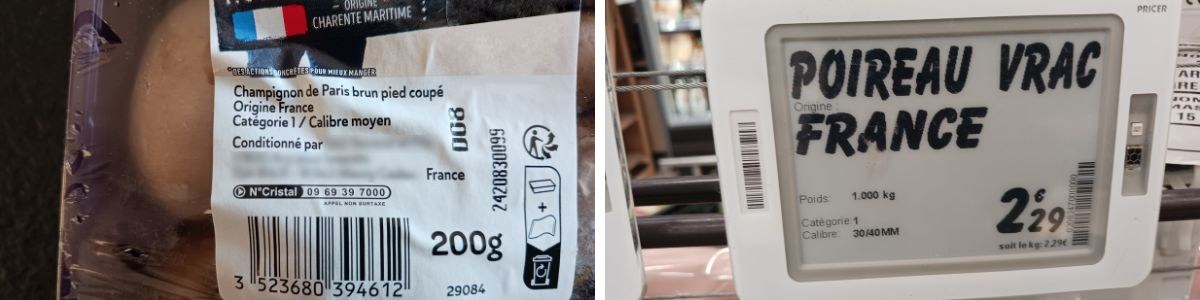 ORIGINE
CHARENTE MARITIME
*DES ACTIONS CONCRÈTES POUR MIEUX MANGER
Champignon de Paris brun pied coupé
Origine France
Catégorie 1 / Calibre moyen
Conditionné par
France
008
2420830099
N°Cristal 09 69 39 7000
APPEL NON SURTAXÉ
200g
3 523680 394612
29084
PRICER
POIREAU VRAC
Origine :
FRANCE
Poids: 1.000 kg
Catégorie: 1
Calibre: 30/40MM
2€29
soit le kg: 2,29€
15